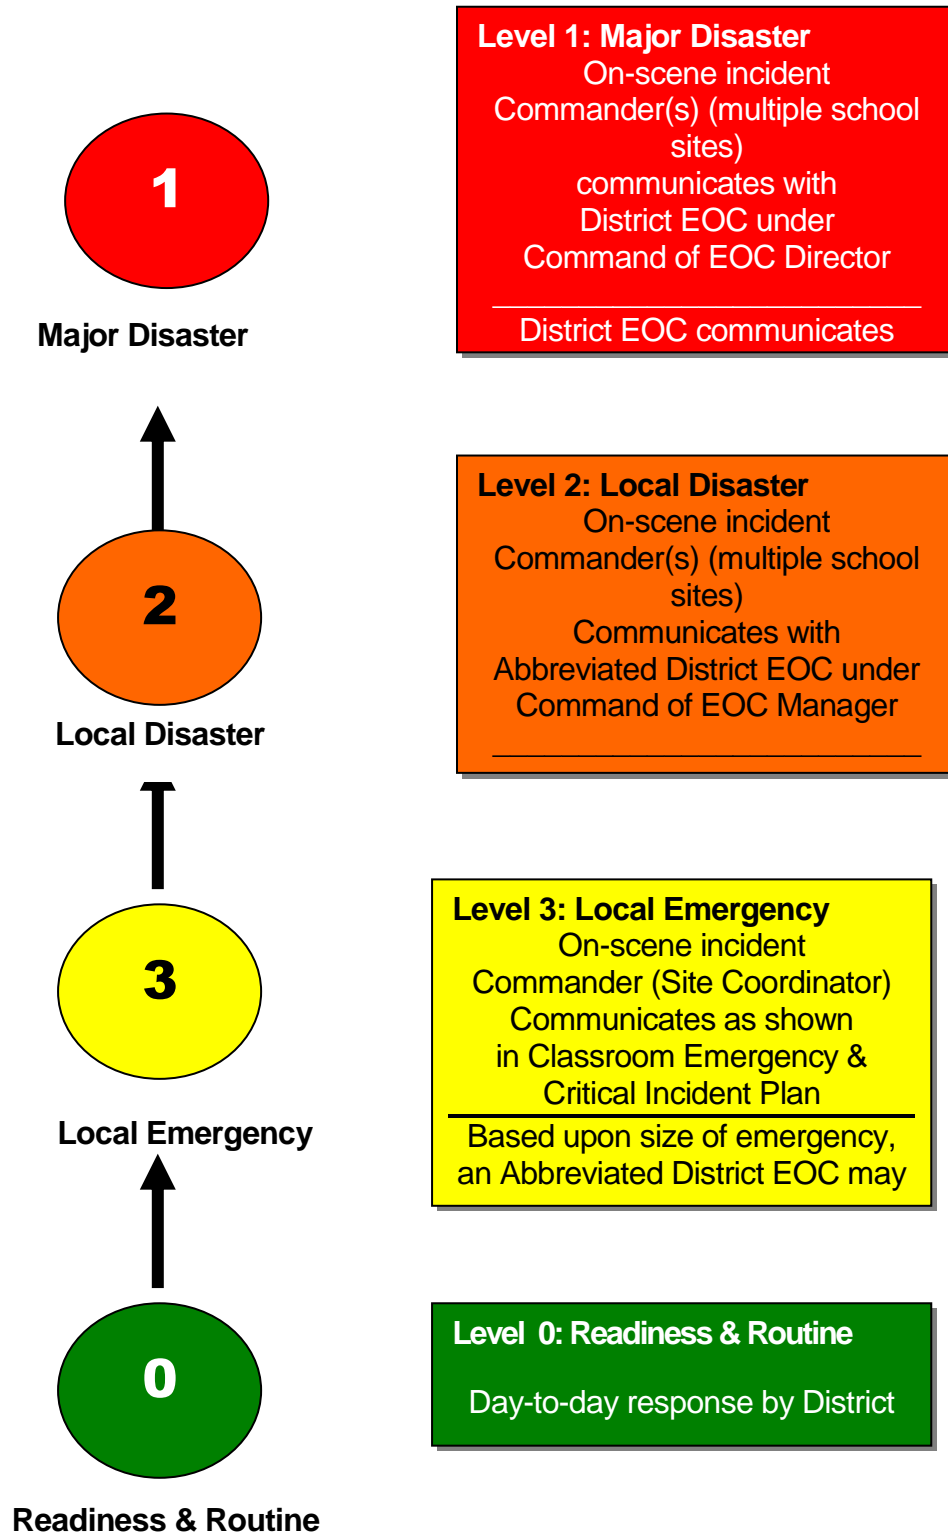 1
Major Disaster
Level 1: Major Disaster
On-scene incident
Commander(s) (multiple school
sites)
communicates with
District EOC under
Command of EOC Director
District EOC communicates
2
Local Disaster
Level 2: Local Disaster
On-scene incident
Commander(s) (multiple school
sites)
Communicates with
Abbreviated District EOC under
Command of EOC Manager
3
Local Emergency
Level 3: Local Emergency
On-scene incident
Commander (Site Coordinator)
Communicates as shown
in Classroom Emergency &
Critical Incident Plan
Based upon size of emergency,
an Abbreviated District EOC may
0
Readiness & Routine
Level 0: Readiness & Routine
Day-to-day response by District